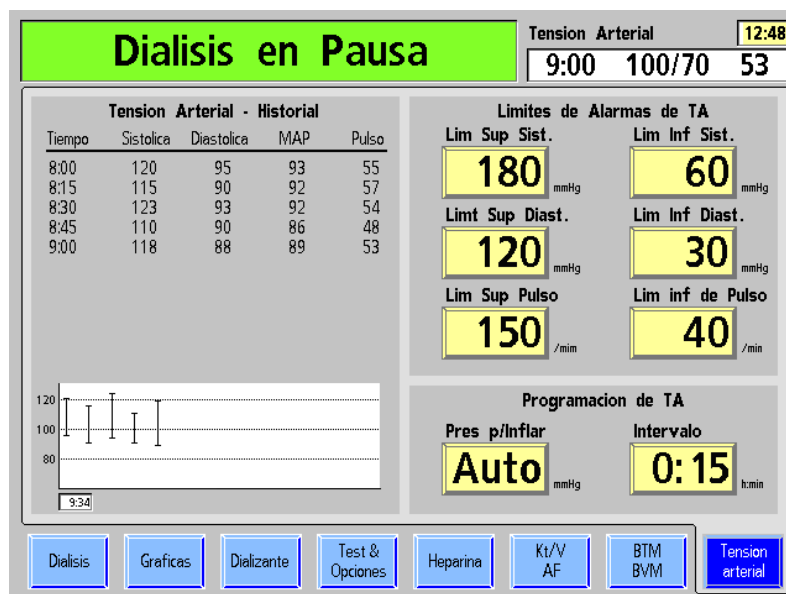 Dialisis en Pausa
Tension Arterial
12:48
9:00 100/70 53
Tension Arterial - Historial
Tiempo Sistolica Diastolica MAP Pulso
8:00 120 95 93 55
8:15 115 90 92 57
8:30 123 93 92 54
8:45 110 90 86 48
9:00 118 88 89 53
120
100
80
9:34
Limites de Alarmas de TA
Lim Sup Sist. Lim Inf Sist.
180 mmHg 60 mmHg
Limt Sup Diast. Lim Inf Diast.
120 mmHg 30 mmHg
Lim Sup Pulso Lim inf de Pulso
150 /mim 40 /min
Programacion de TA
Pres p/Inflar Intervalo
Auto mmHg 0:15 h:min
Dialisis
Graficas
Dializante
Test &
Opciones
Heparina
Kt/V
AF
BTM
BVM
Tension
arterial